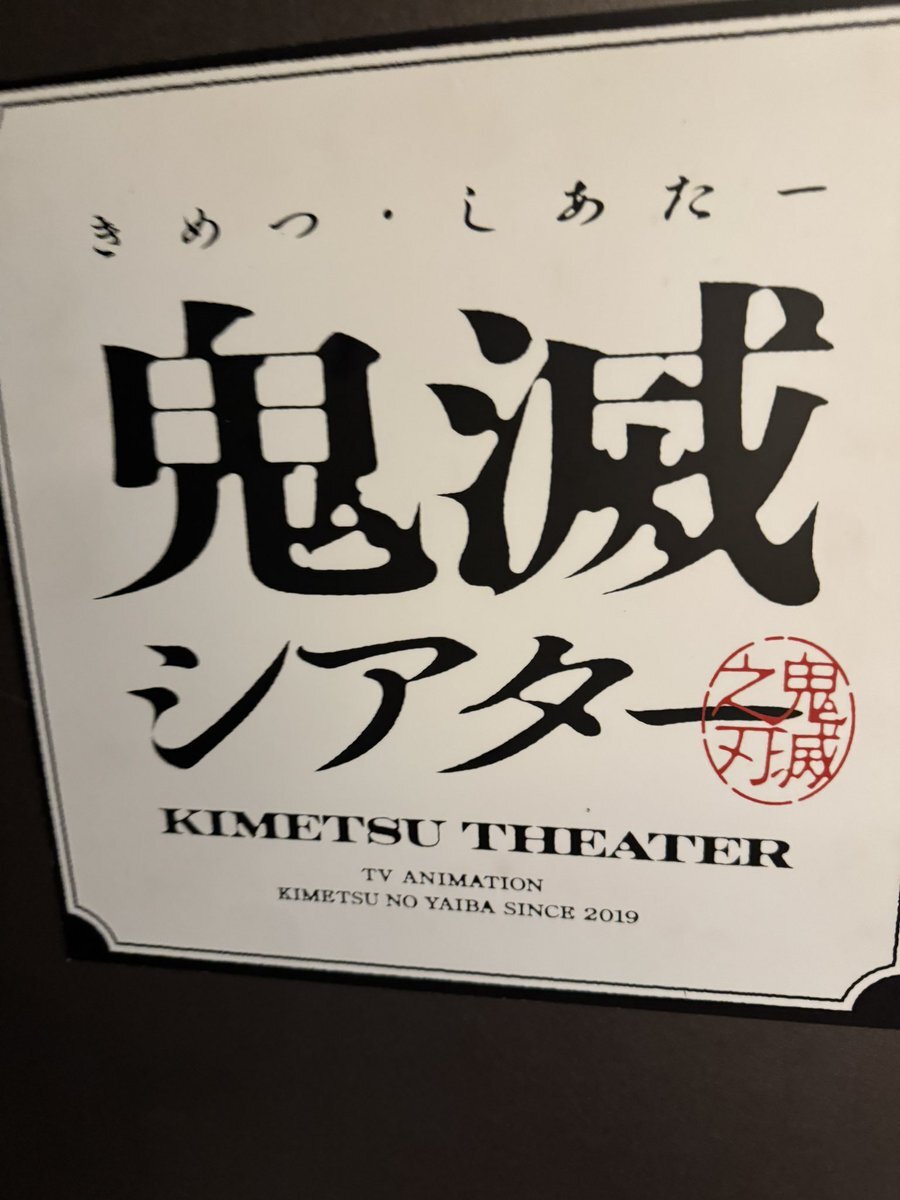 きめつ・しあたー
鬼滅
シアター
鬼滅
之刃
KIMETSU THEATER
TV ANIMATION
KIMETSU NO YAIBA SINCE 2019